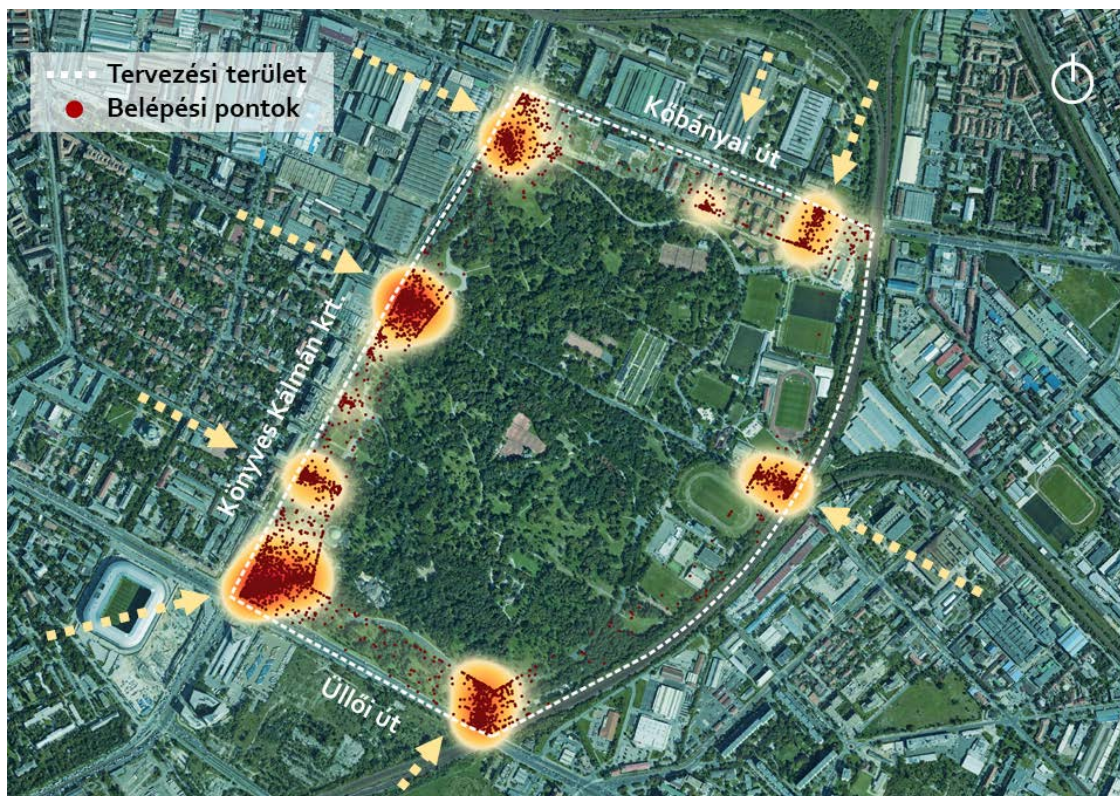 Tervezési terület
Belépési pontok
Kőbányai út
Könyves Kálmán krt.
Üllői út